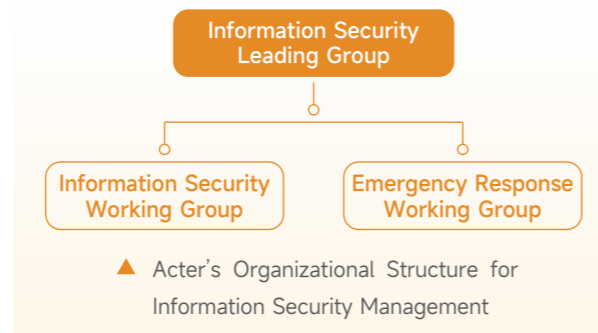 Information Security
Leading Group
Information Security
Working Group
Emergency Response
Working Group
Acter’s Organizational Structure for
Information Security Management